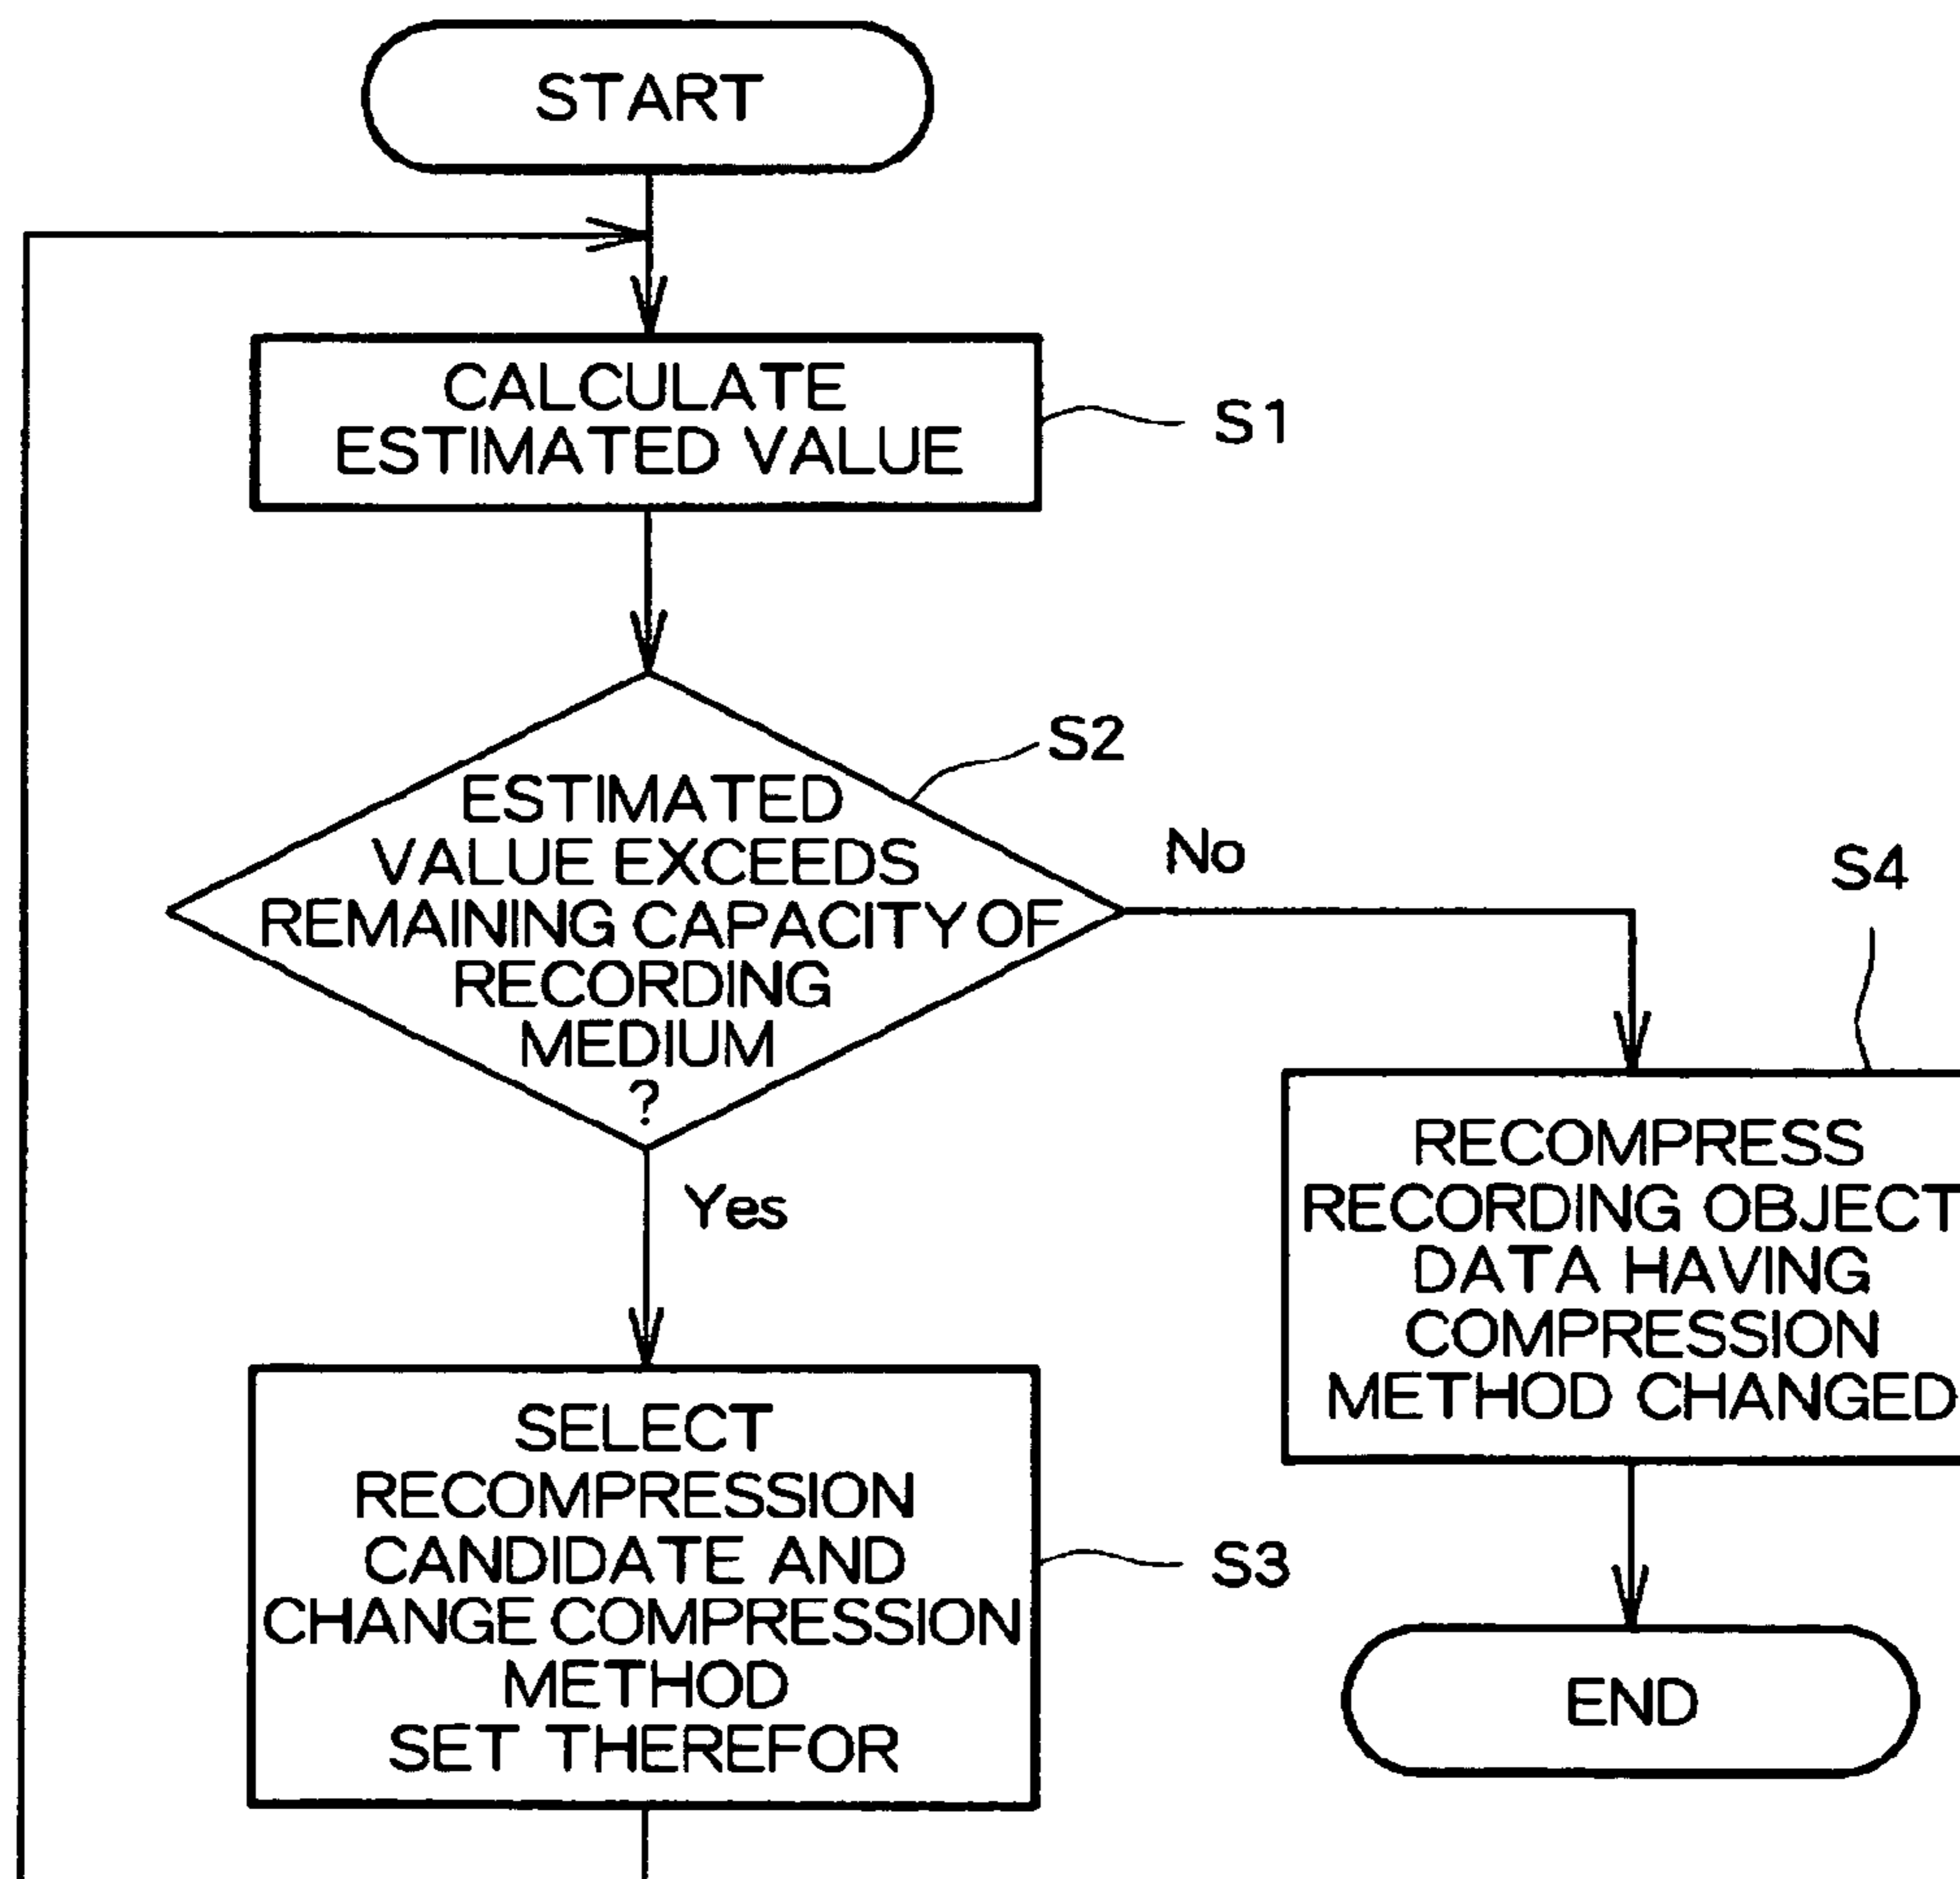 START
CALCULATE
ESTIMATED VALUE
S1
S2
ESTIMATED
VALUE EXCEEDS
REMAINING CAPACITY OF
RECORDING
MEDIUM
?
No
S4
Yes
RECOMPRESS
RECORDING OBJECT
DATA HAVING
COMPRESSION
METHOD CHANGED
SELECT
RECOMPRESSION
CANDIDATE AND
CHANGE COMPRESSION
METHOD
SET THEREFOR
S3
END